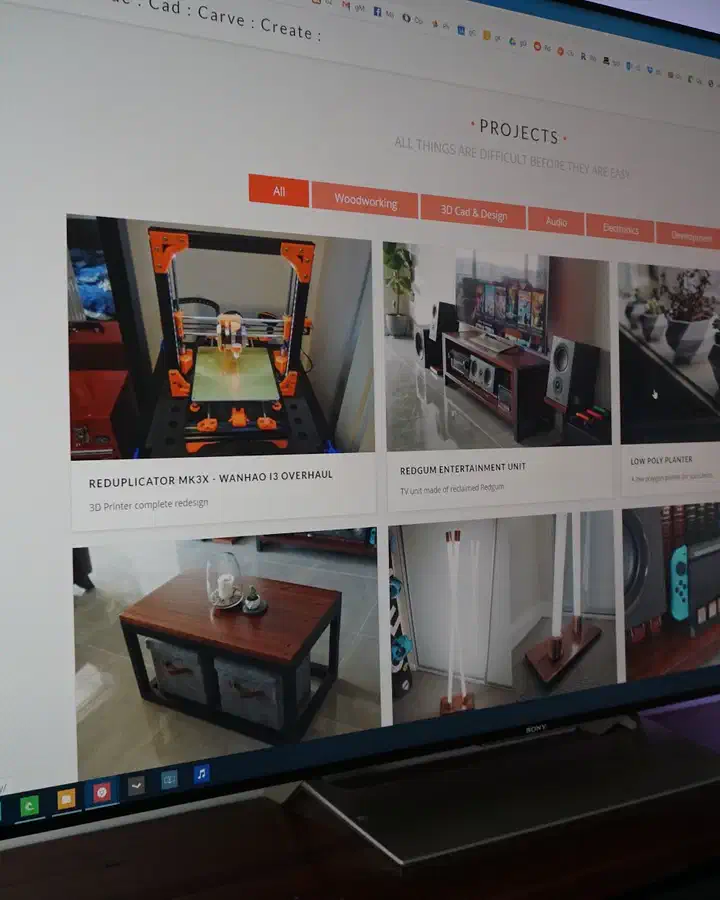 : Cad : Carve : Create :
• PROJECTS •
ALL THINGS ARE DIFFICULT BEFORE THEY ARE EASY
All
Woodworking
3D Cad & Design
Audio
Electronics
Development
REDUPLICATOR MK3X - WANHAO I3 OVERHAUL
3D Printer complete redesign
REDGUM ENTERTAINMENT UNIT
TV unit made of reclaimed Redgum
LOW POLY PLANTER
SONY